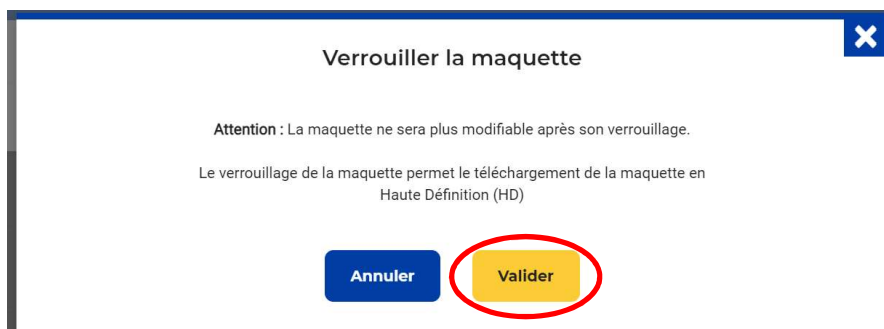 Verrouiller la maquette
Attention : La maquette ne sera plus modifiable après son verrouillage.
Le verrouillage de la maquette permet le téléchargement de la maquette en
Haute Définition (HD)
Annuler
Valider